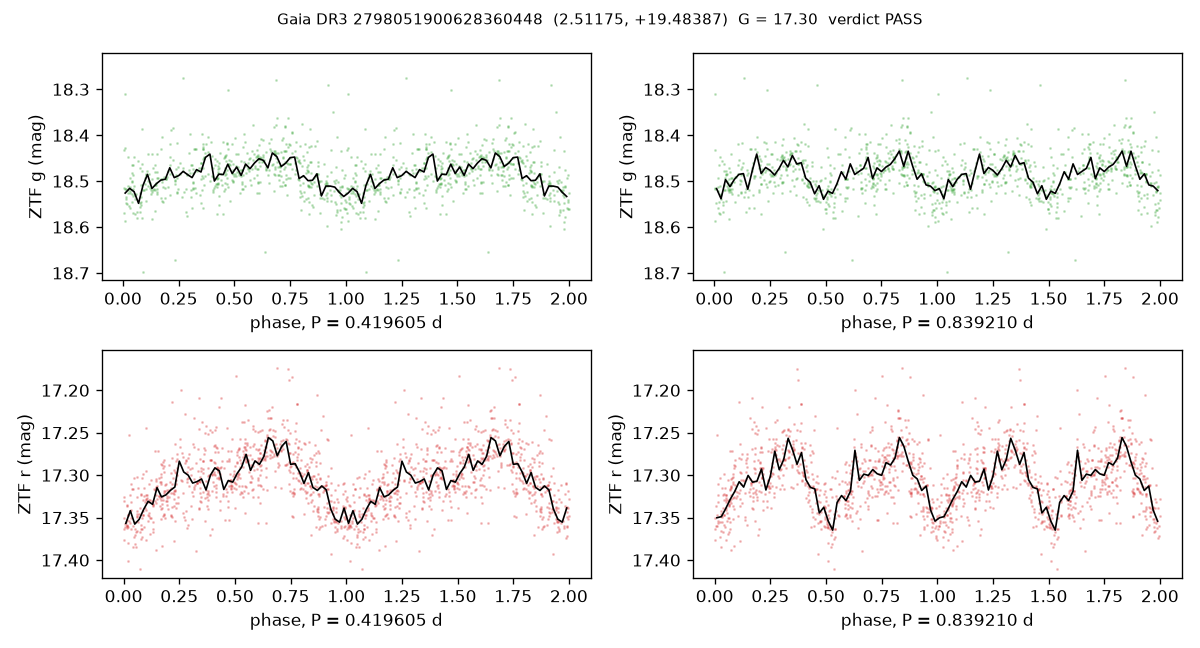 Gaia DR3 2798051900628360448 (2.51175, +19.48387) G = 17.30 verdict PASS
ZTF g (mag)
18.3
18.4
18.5
18.6
18.7
0.00 0.25 0.50 0.75 1.00 1.25 1.50 1.75 2.00
phase, P = 0.419605 d
ZTF g (mag)
18.3
18.4
18.5
18.6
18.7
0.00 0.25 0.50 0.75 1.00 1.25 1.50 1.75 2.00
phase, P = 0.839210 d
ZTF r (mag)
17.20
17.25
17.30
17.35
17.40
0.00 0.25 0.50 0.75 1.00 1.25 1.50 1.75 2.00
phase, P = 0.419605 d
ZTF r (mag)
17.20
17.25
17.30
17.35
17.40
0.00 0.25 0.50 0.75 1.00 1.25 1.50 1.75 2.00
phase, P = 0.839210 d